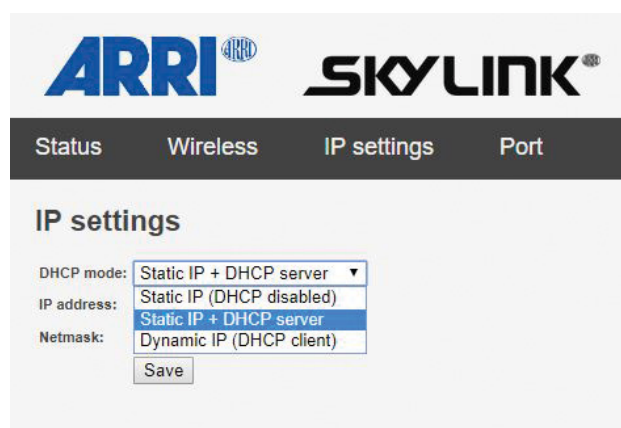 ARRI® ARRI SKYLINK
Status Wireless IP settings Port
IP settings
DHCP mode: Static IP + DHCP server ▼
IP address: Static IP (DHCP disabled)
Static IP + DHCP server
Netmask: Dynamic IP (DHCP client)
Save